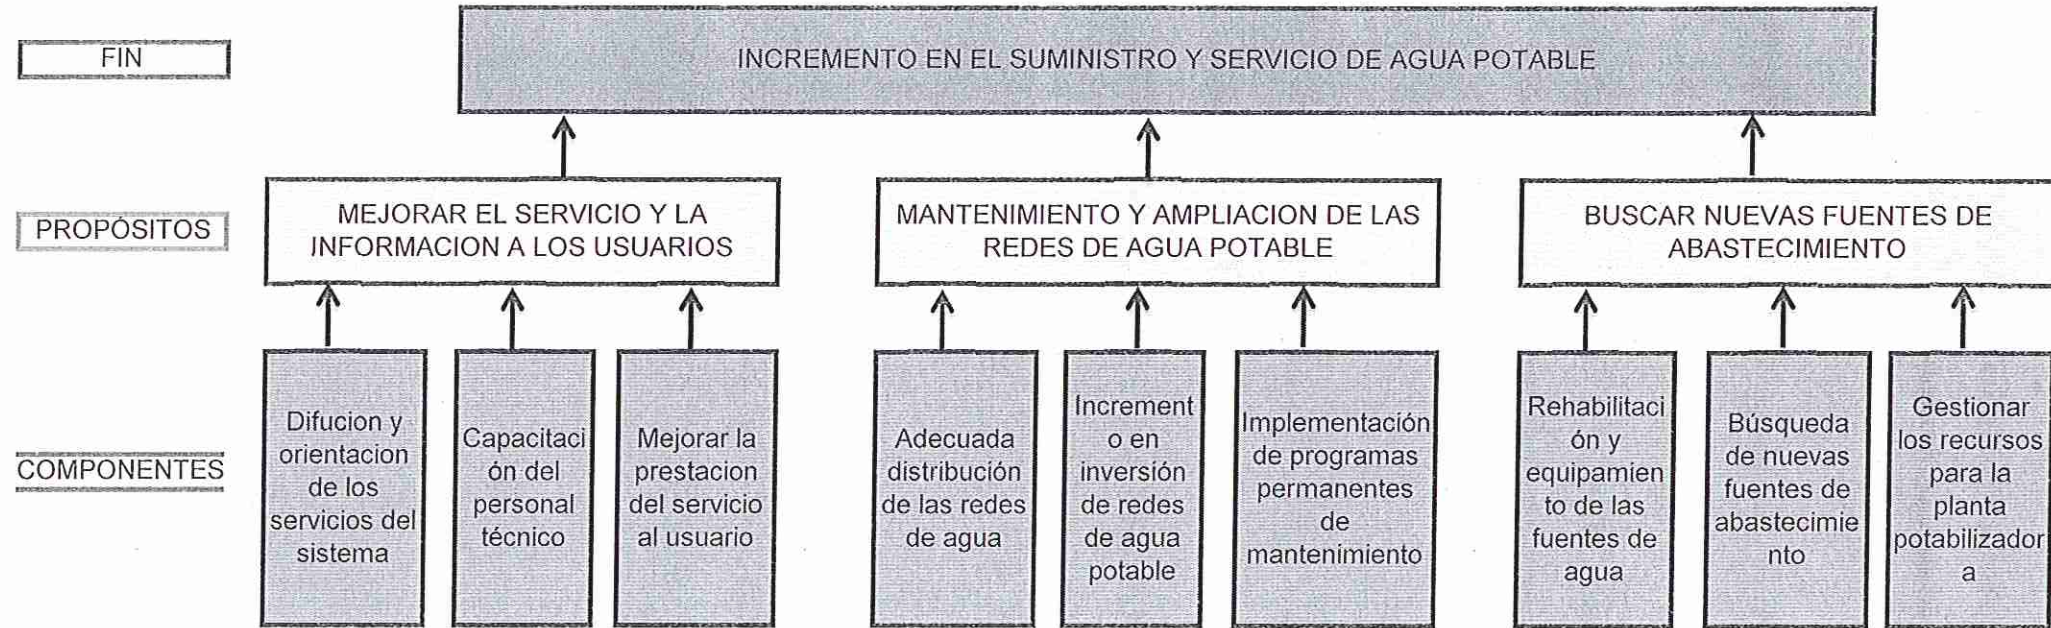 FIN
INCREMENTO EN EL SUMINISTRO Y SERVICIO DE AGUA POTABLE
PROPÓSITOS
MEJORAR EL SERVICIO Y LA
INFORMACION A LOS USUARIOS
MANTENIMIENTO Y AMPLIACION DE LAS
REDES DE AGUA POTABLE
BUSCAR NUEVAS FUENTES DE
ABASTECIMIENTO
COMPONENTES
Difucion y
orientacion
de los
servicios del
sistema
Capacitaci
ón del
personal
técnico
Mejorar la
prestacion
del servicio
al usuario
Adecuada
distribución
de las redes
de agua
Increment
o en
inversión
de redes
de agua
potable
Implementación
de programas
permanentes
de
mantenimiento
Rehabilitaci
ón y
equipamien
to de las
fuentes de
agua
Búsqueda
de nuevas
fuentes de
abastecimie
nto
Gestionar
los recursos
para la
planta
potabilizador
a